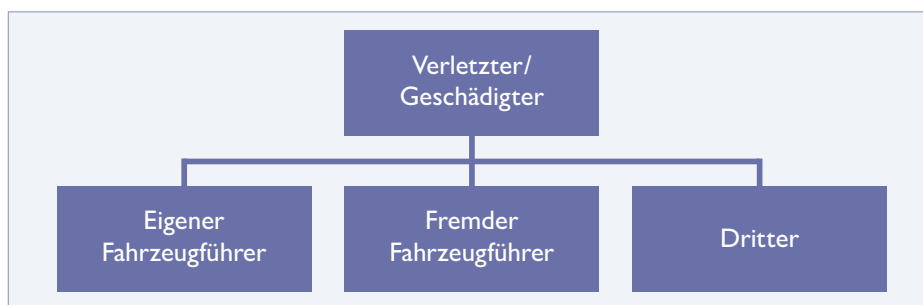 Verletzter/
Geschädigter
Eigener
Fahrzeugführer
Fremder
Fahrzeugführer
Dritter